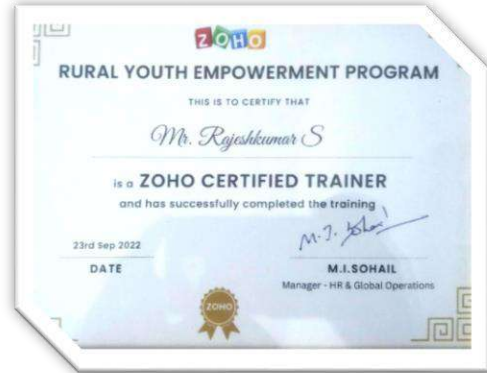 ZOHO
RURAL YOUTH EMPOWERMENT PROGRAM
THIS IS TO CERTIFY THAT
Mr. Rajeshkumar S
is a ZOHO CERTIFIED TRAINER
and has successfully completed the training
M.I. Sohail
23rd Sep 2022
DATE
M.I.SOHAIL
Manager - HR & Global Operations
ZOHO